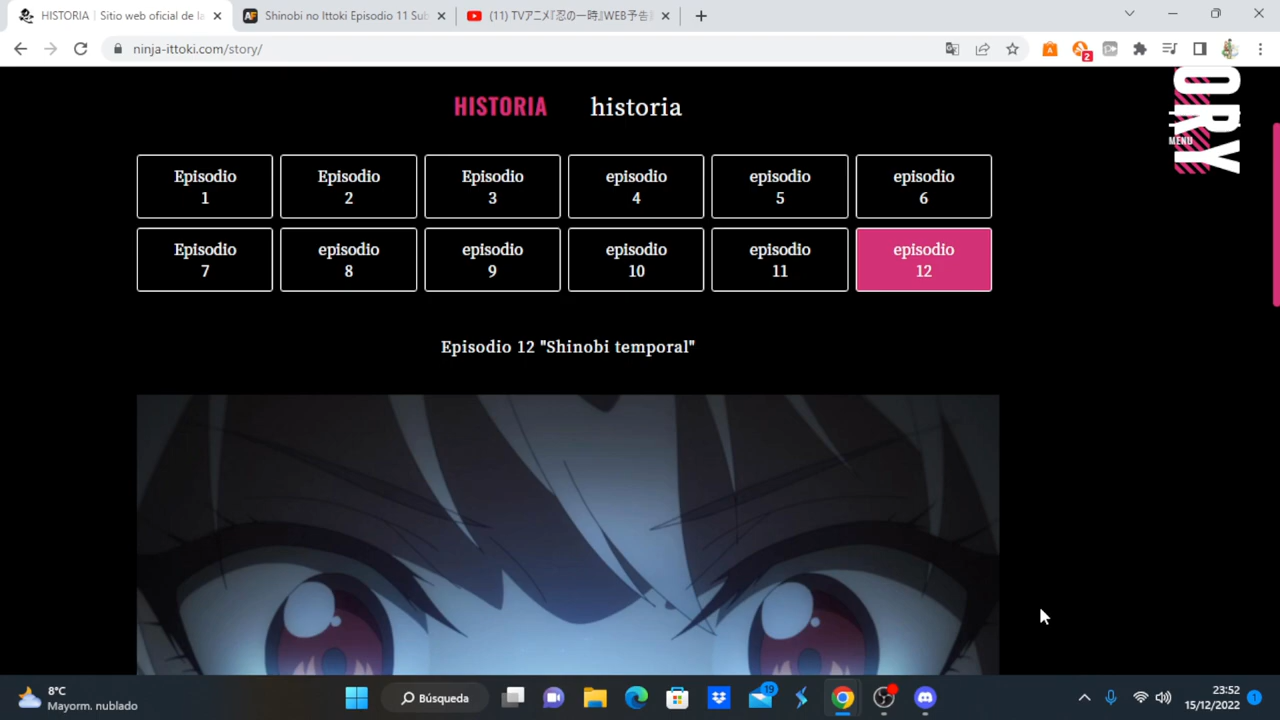 HISTORIA | Sitio web oficial de la
Shinobi no Ittoki Episodio 11 Sub
(11) TVアニメ『忍の一時』WEB予告
ninja-ittoki.com/story/
2
HISTORIA historia
ORY
MENU
Episodio 1
Episodio 2
Episodio 3
episodio 4
episodio 5
episodio 6
Episodio 7
episodio 8
episodio 9
episodio 10
episodio 11
episodio 12
Episodio 12 "Shinobi temporal"
8°C
Mayorm. nublado
Búsqueda
19
23:52
15/12/2022
1